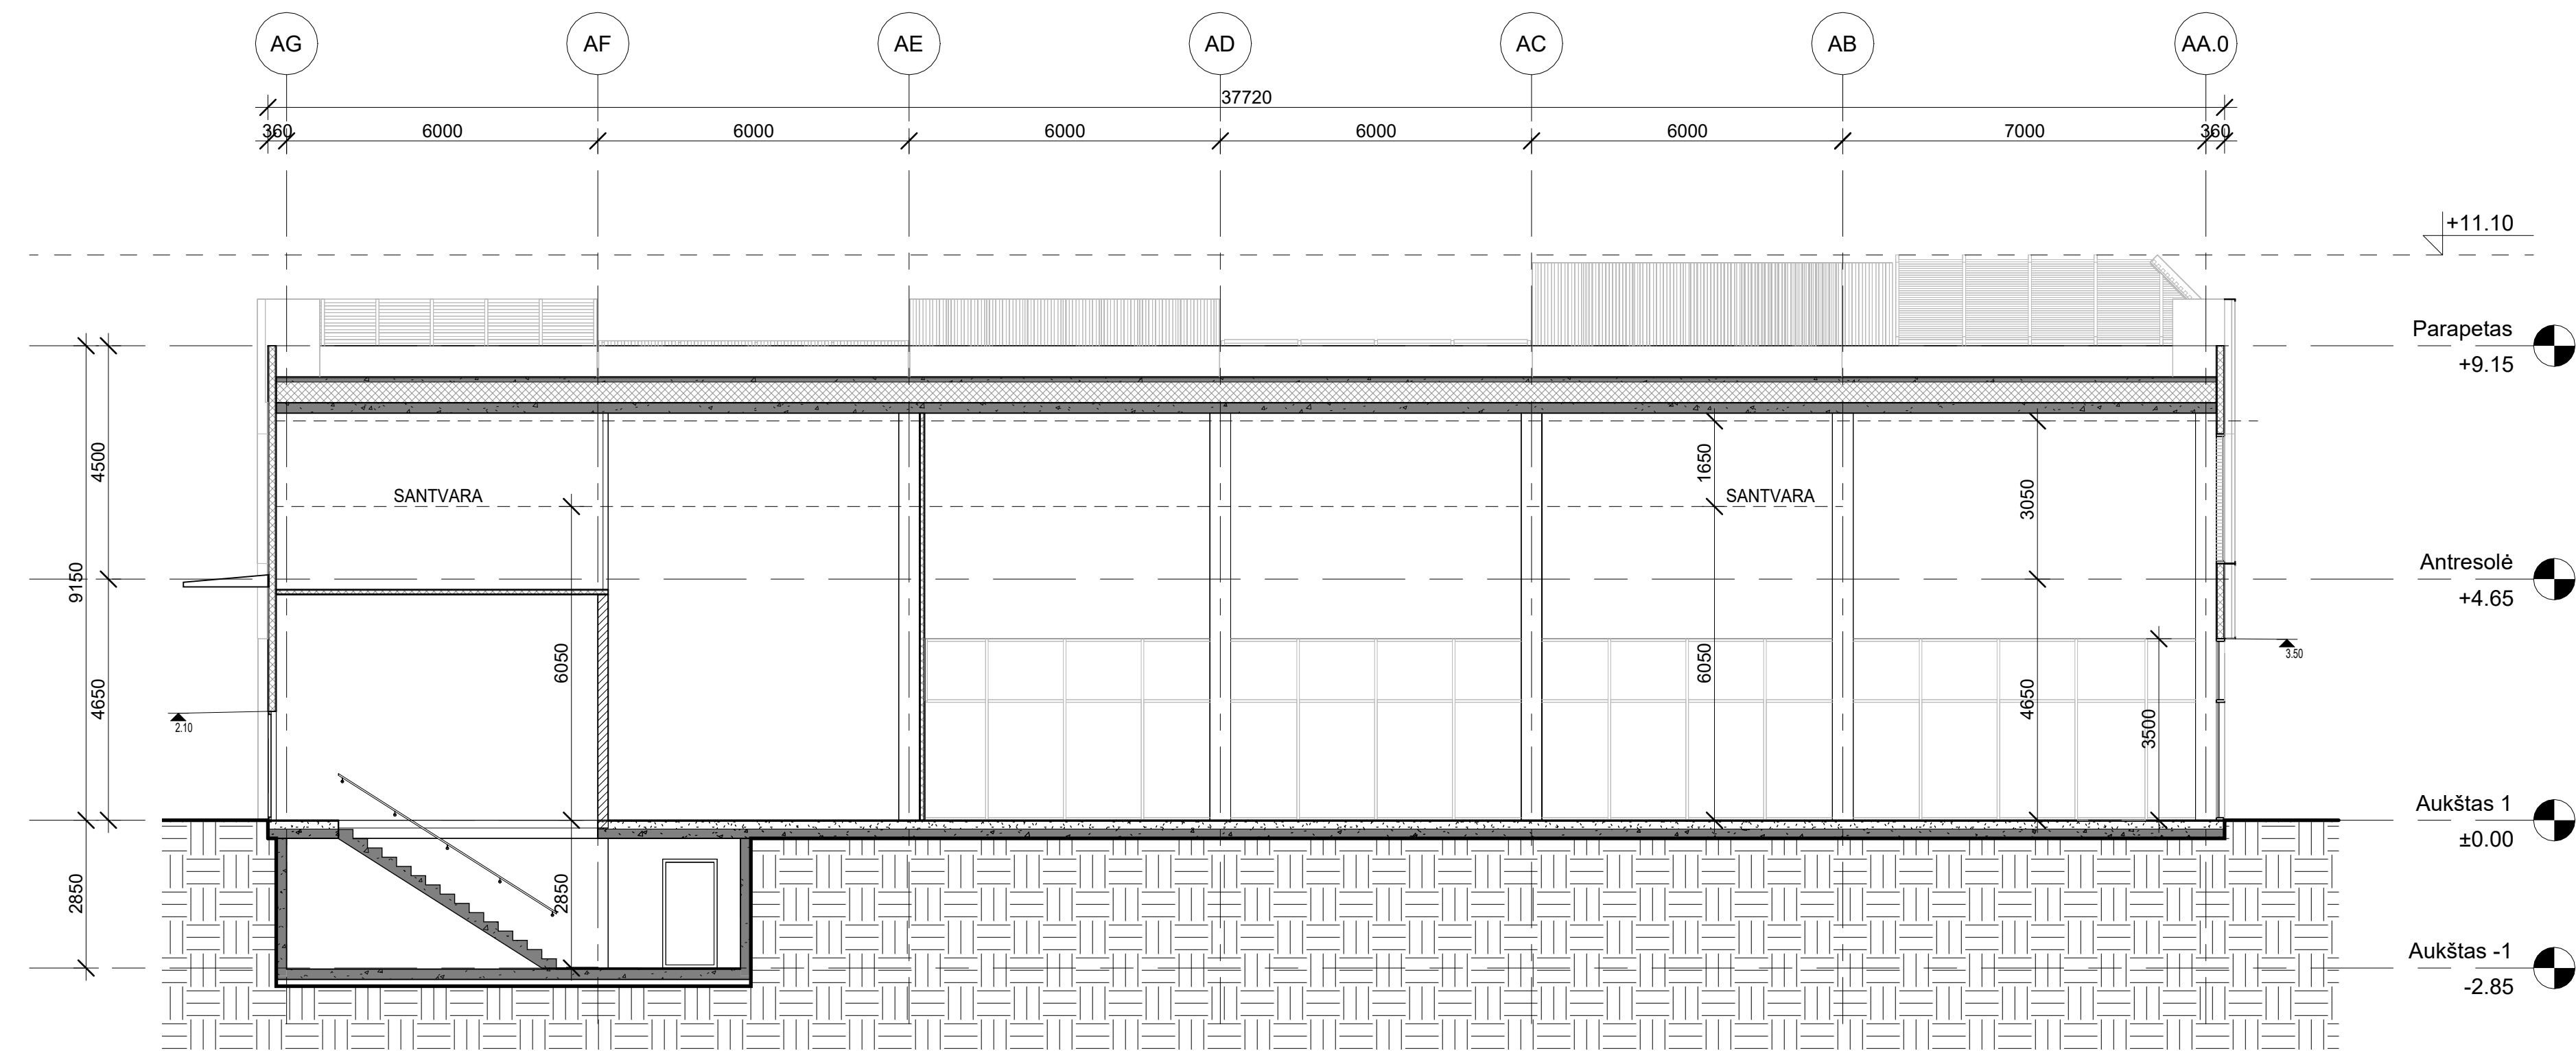 AG AF AE AD AC AB AA.0
37720
360 6000 6000 6000 6000 6000 7000 360
+11.10
Parapetas
+9.15
4500
1650
SANTVARA
SANTVARA
3050
Antresolė
+4.65
9150
6050
6050
3.50
4650
4650
3500
2.10
Aukštas 1
±0.00
2850
2850
Aukštas -1
-2.85